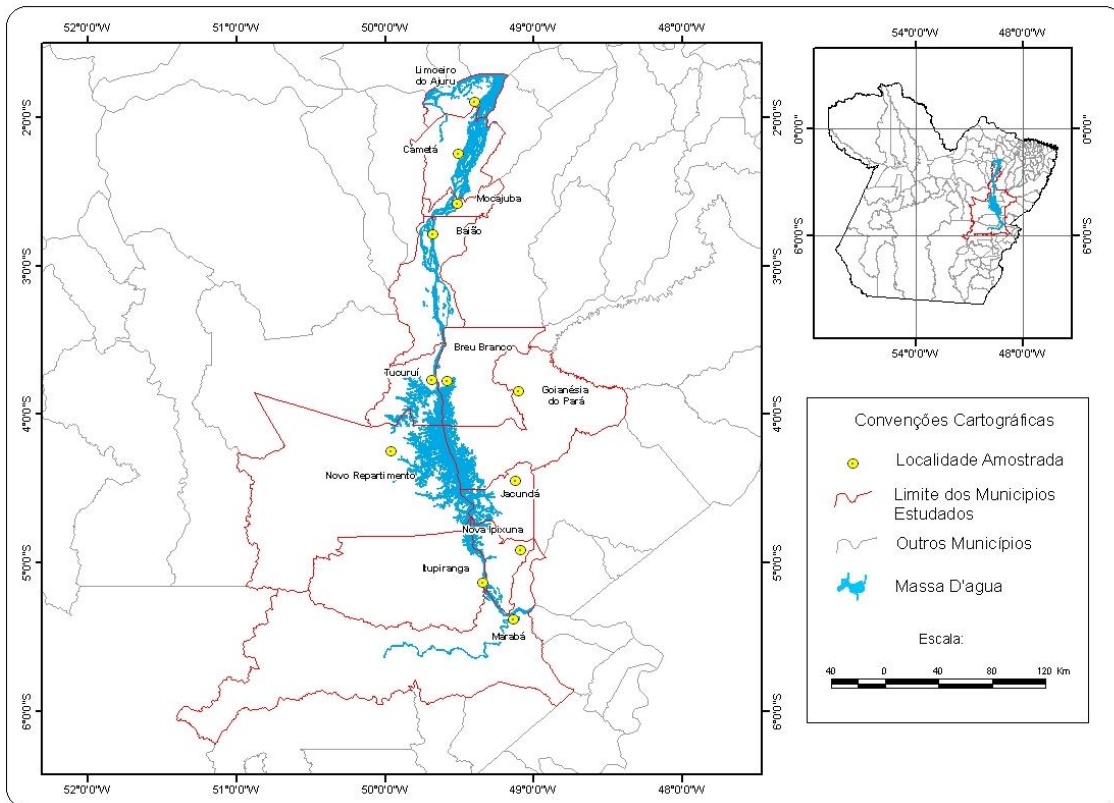 52°0'0"W 51°0'0"W 50°0'0"W 49°0'0"W 48°0'0"W
54°0'0"W 48°0'0"W
Limoeiro
do Ajuru
2°0'0"S 2°0'0"S
Cametá
Mocajuba
Baião
3°0'0"S 3°0'0"S
Breu Branco
Tucuruí
Goianésia
do Pará
4°0'0"S 4°0'0"S
Novo Repartimento
Jacundá
Nova Ipixuna
5°0'0"S 5°0'0"S
Itupiranga
Marabá
6°0'0"S 6°0'0"S
52°0'0"W 51°0'0"W 50°0'0"W 49°0'0"W 48°0'0"W
0°0'0" 0°0'0"
6°0'0"S 6°0'0"S
54°0'0"W 48°0'0"W
Convenções Cartográficas
Localidade Amostrada
Limite dos Municipios
Estudados
Outros Municípios
Massa D'agua
Escala:
40 0 40 80 120 Km